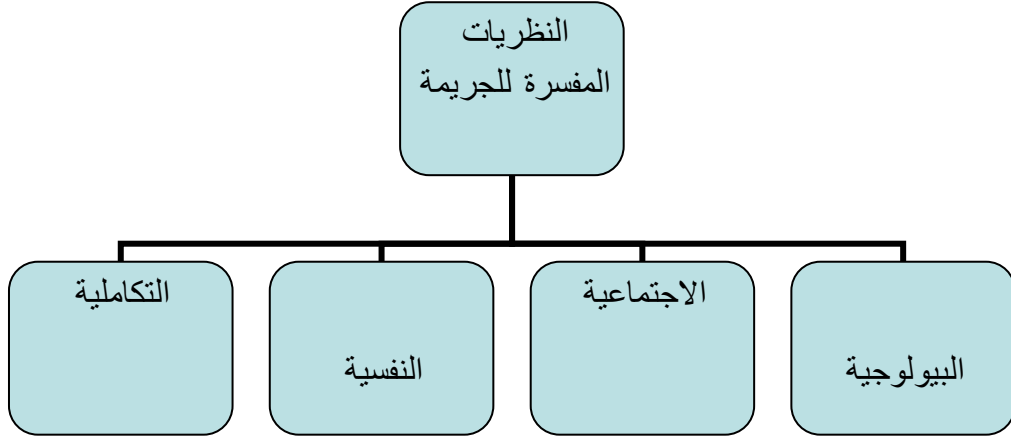 النظريات
المفسرة للجريمة
البيولوجية
الاجتماعية
النفسية
التكاملية